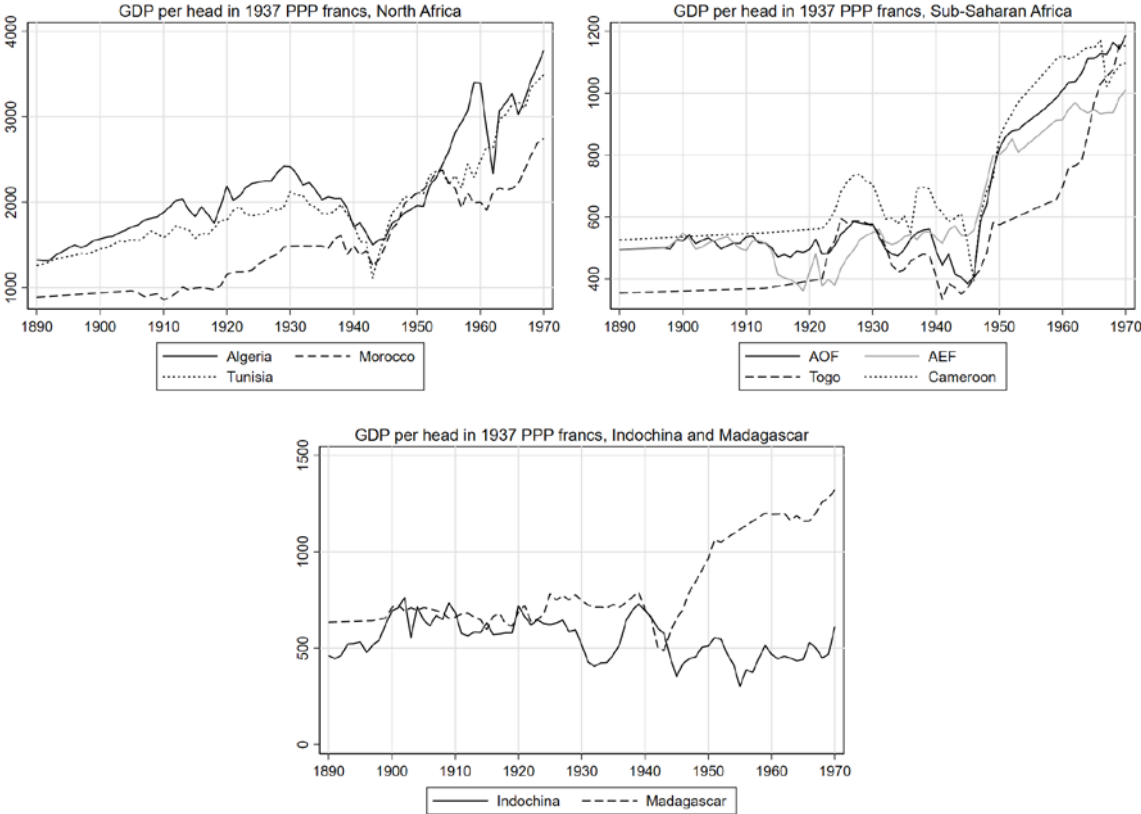 GDP per head in 1937 PPP francs, North Africa
4000
3000
2000
1000
1890 1900 1910 1920 1930 1940 1950 1960 1970
Algeria Morocco
Tunisia
GDP per head in 1937 PPP francs, Sub-Saharan Africa
1200
1000
800
600
400
1890 1900 1910 1920 1930 1940 1950 1960 1970
AOF AEF
Togo Cameroon
GDP per head in 1937 PPP francs, Indochina and Madagascar
1500
1000
500
0
1890 1900 1910 1920 1930 1940 1950 1960 1970
Indochina Madagascar